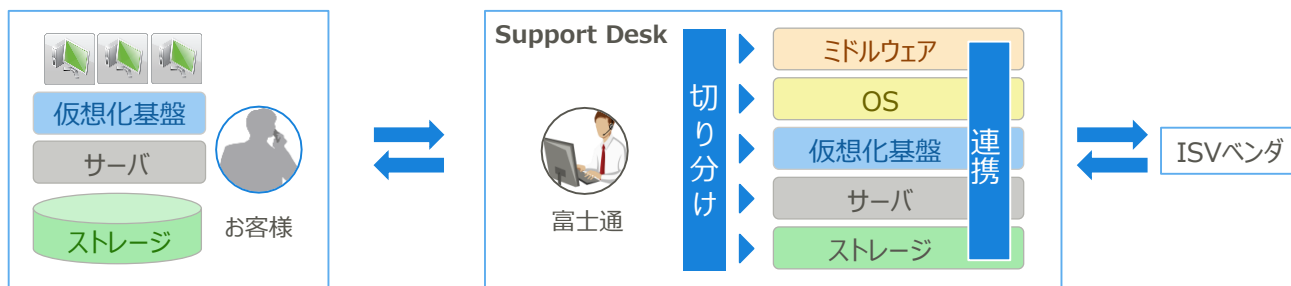 仮想化基盤
サーバ
ストレージ
お客様
Support Desk
富士通
切り分け
ミドルウェア
OS
仮想化基盤
サーバ
ストレージ
連携
ISVベンダ